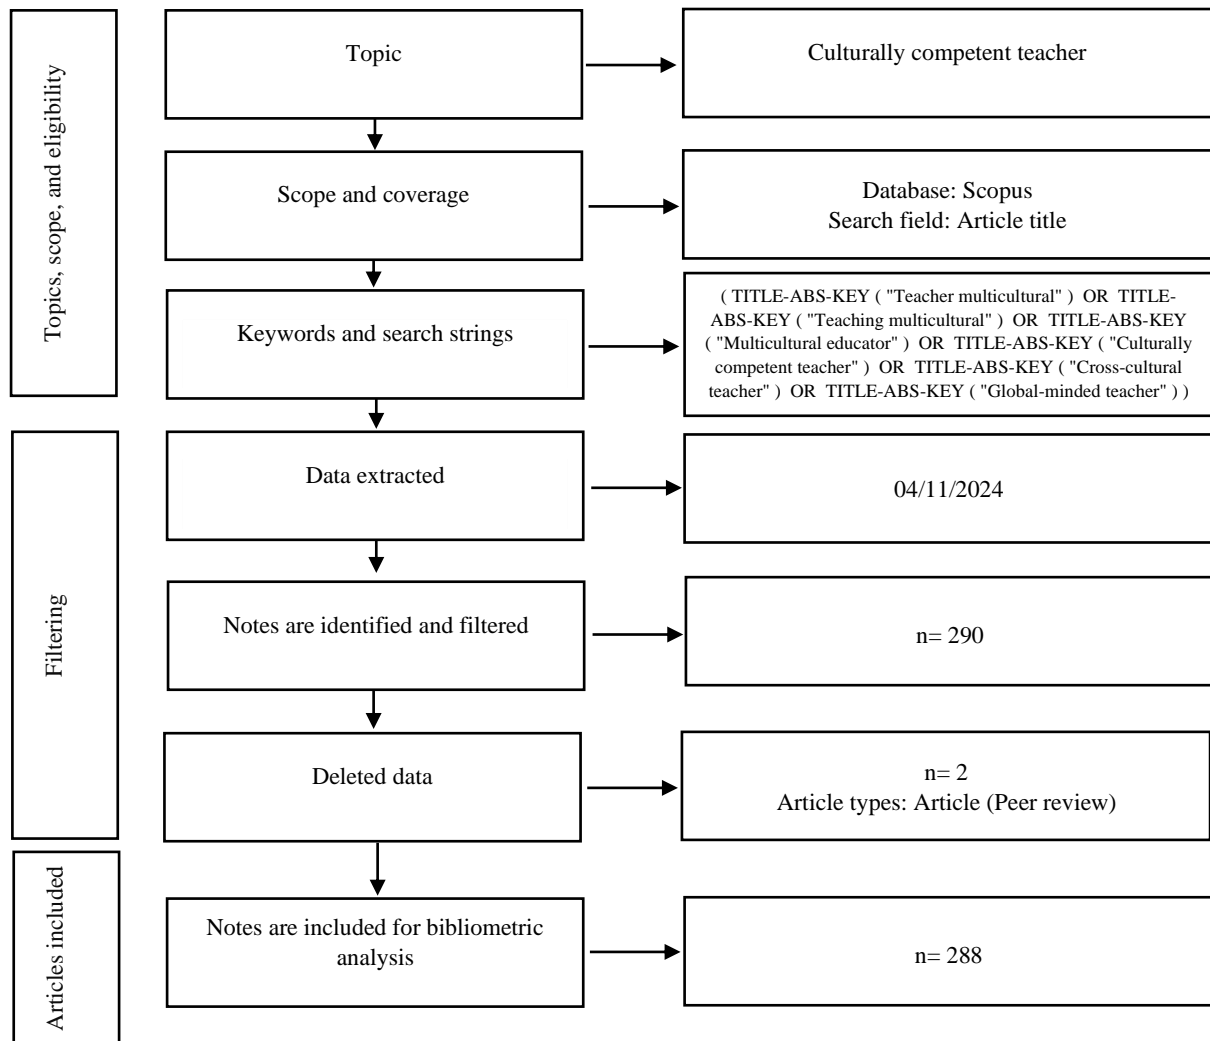 Topics, scope, and eligibility
Topic
Culturally competent teacher
Scope and coverage
Database: Scopus
Search field: Article title
Keywords and search strings
( TITLE-ABS-KEY ( "Teacher multicultural" ) OR TITLE-
ABS-KEY ( "Teaching multicultural" ) OR TITLE-ABS-KEY
( "Multicultural educator" ) OR TITLE-ABS-KEY ( "Culturally
competent teacher" ) OR TITLE-ABS-KEY ( "Cross-cultural
teacher" ) OR TITLE-ABS-KEY ( "Global-minded teacher" ) )
Filtering
Data extracted
04/11/2024
Notes are identified and filtered
n= 290
Deleted data
n= 2
Article types: Article (Peer review)
Articles included
Notes are included for bibliometric
analysis
n= 288